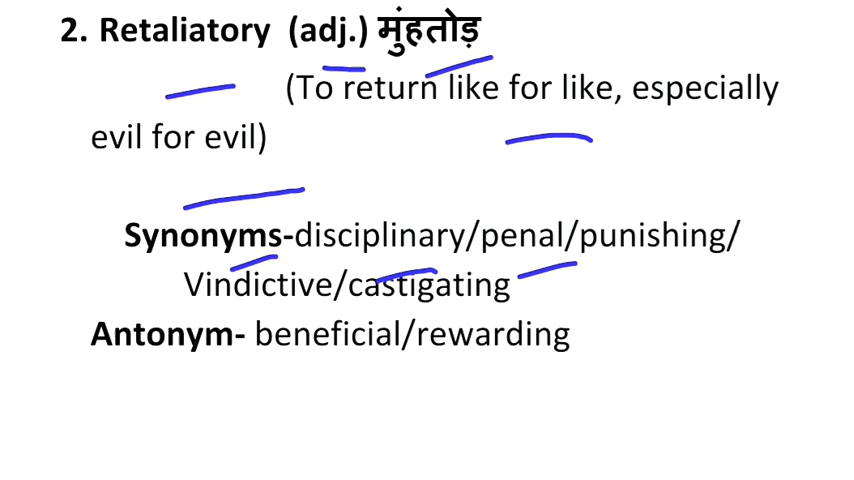 2. Retaliatory (adj.) मुंहतोड़
(To return like for like, especially
evil for evil)
Synonyms-disciplinary/penal/punishing/
Vindictive/castigating
Antonym- beneficial/rewarding